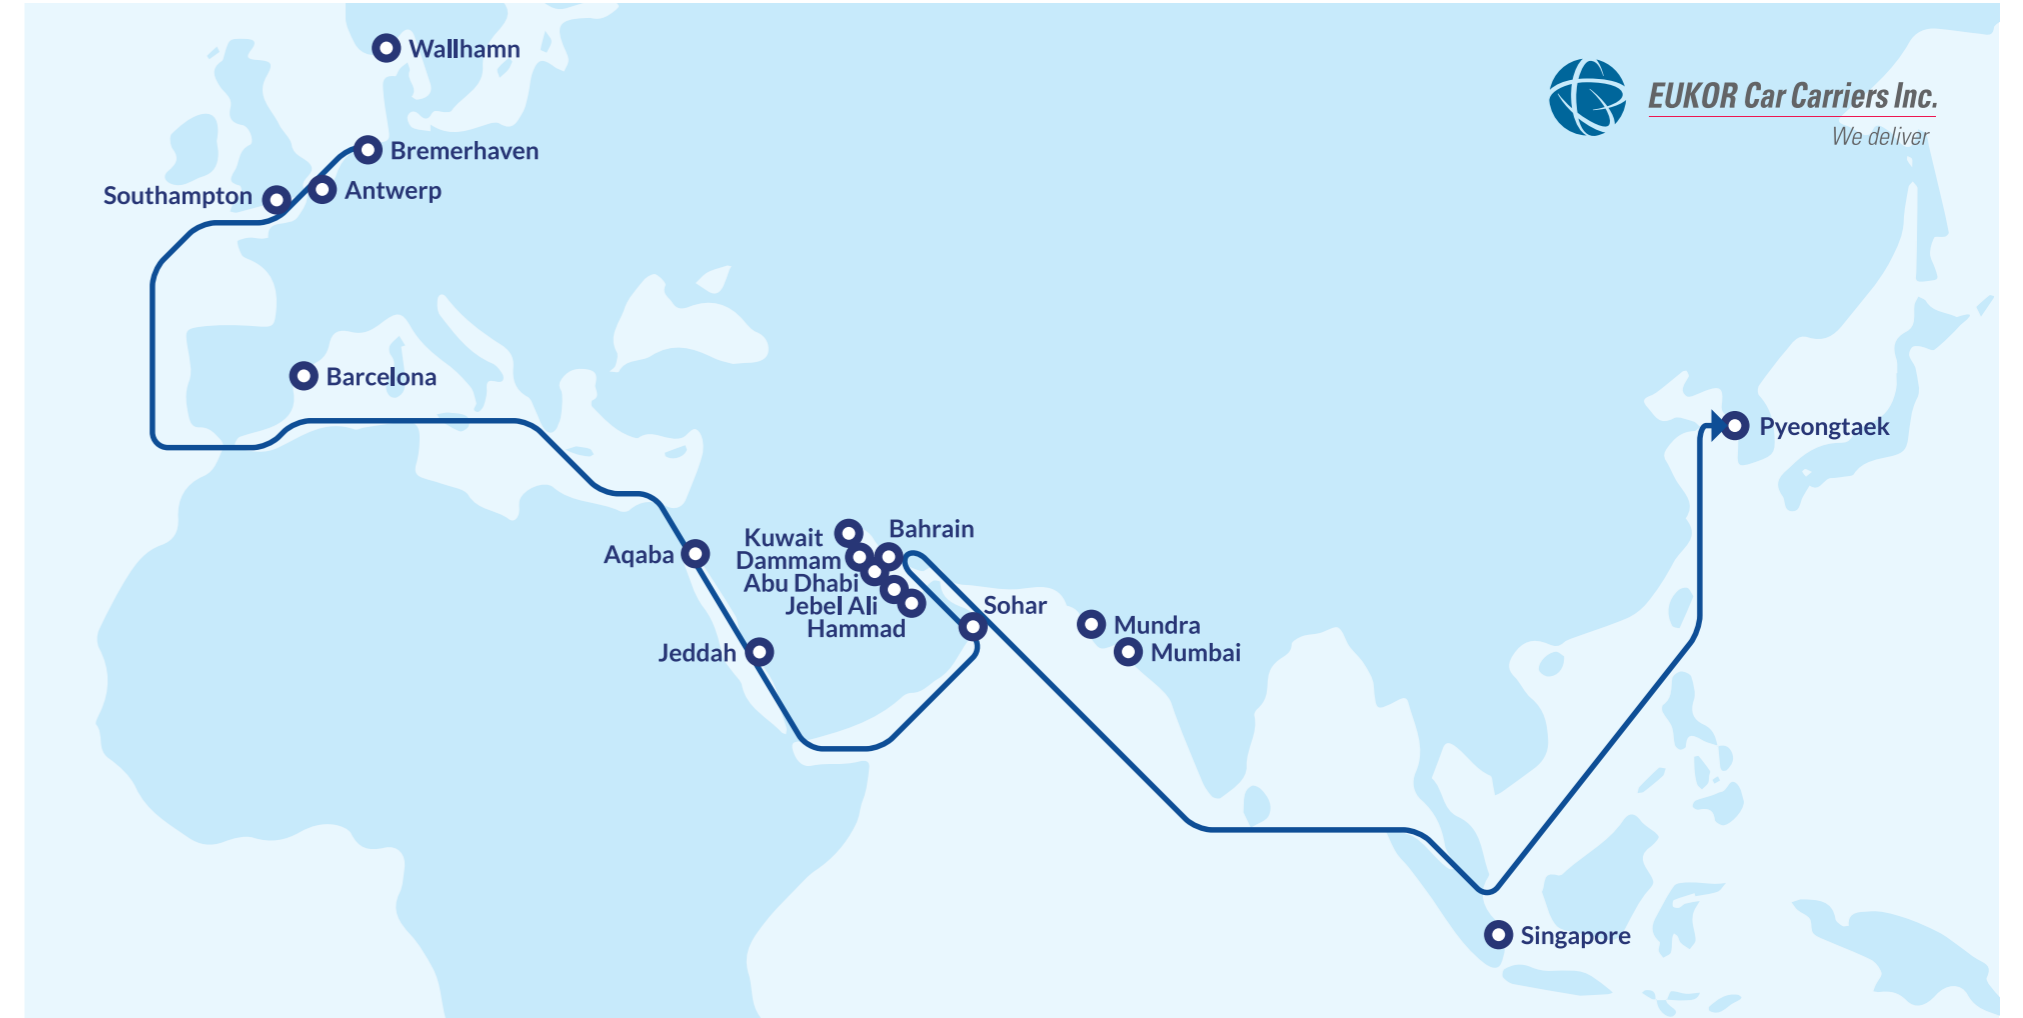 Wallhamn
EUKOR Car Carriers Inc.
We deliver
Bremerhaven
Southampton
Antwerp
Barcelona
Pyeongtaek
Bahrain
Kuwait
Aqaba
Dammam
Abu Dhabi
Jebel Ali
Sohar
Hammad
Mundra
Jeddah
Mumbai
Singapore